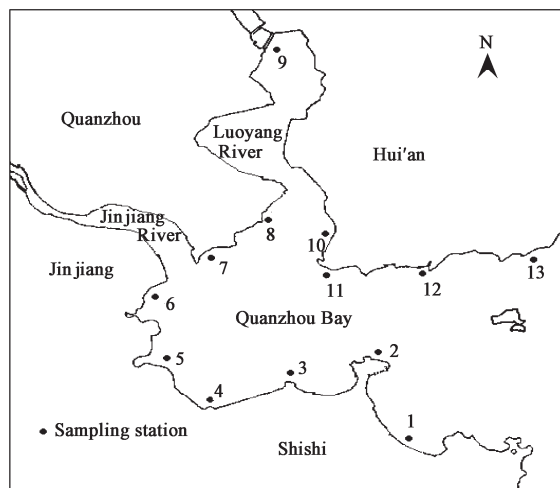 N
9
Quanzhou
Luoyang
River
Hui'an
Jinjiang
River
8
10
7
13
Jinjiang
11
12
6
Quanzhou Bay
2
5
3
4
1
Sampling station
Shishi